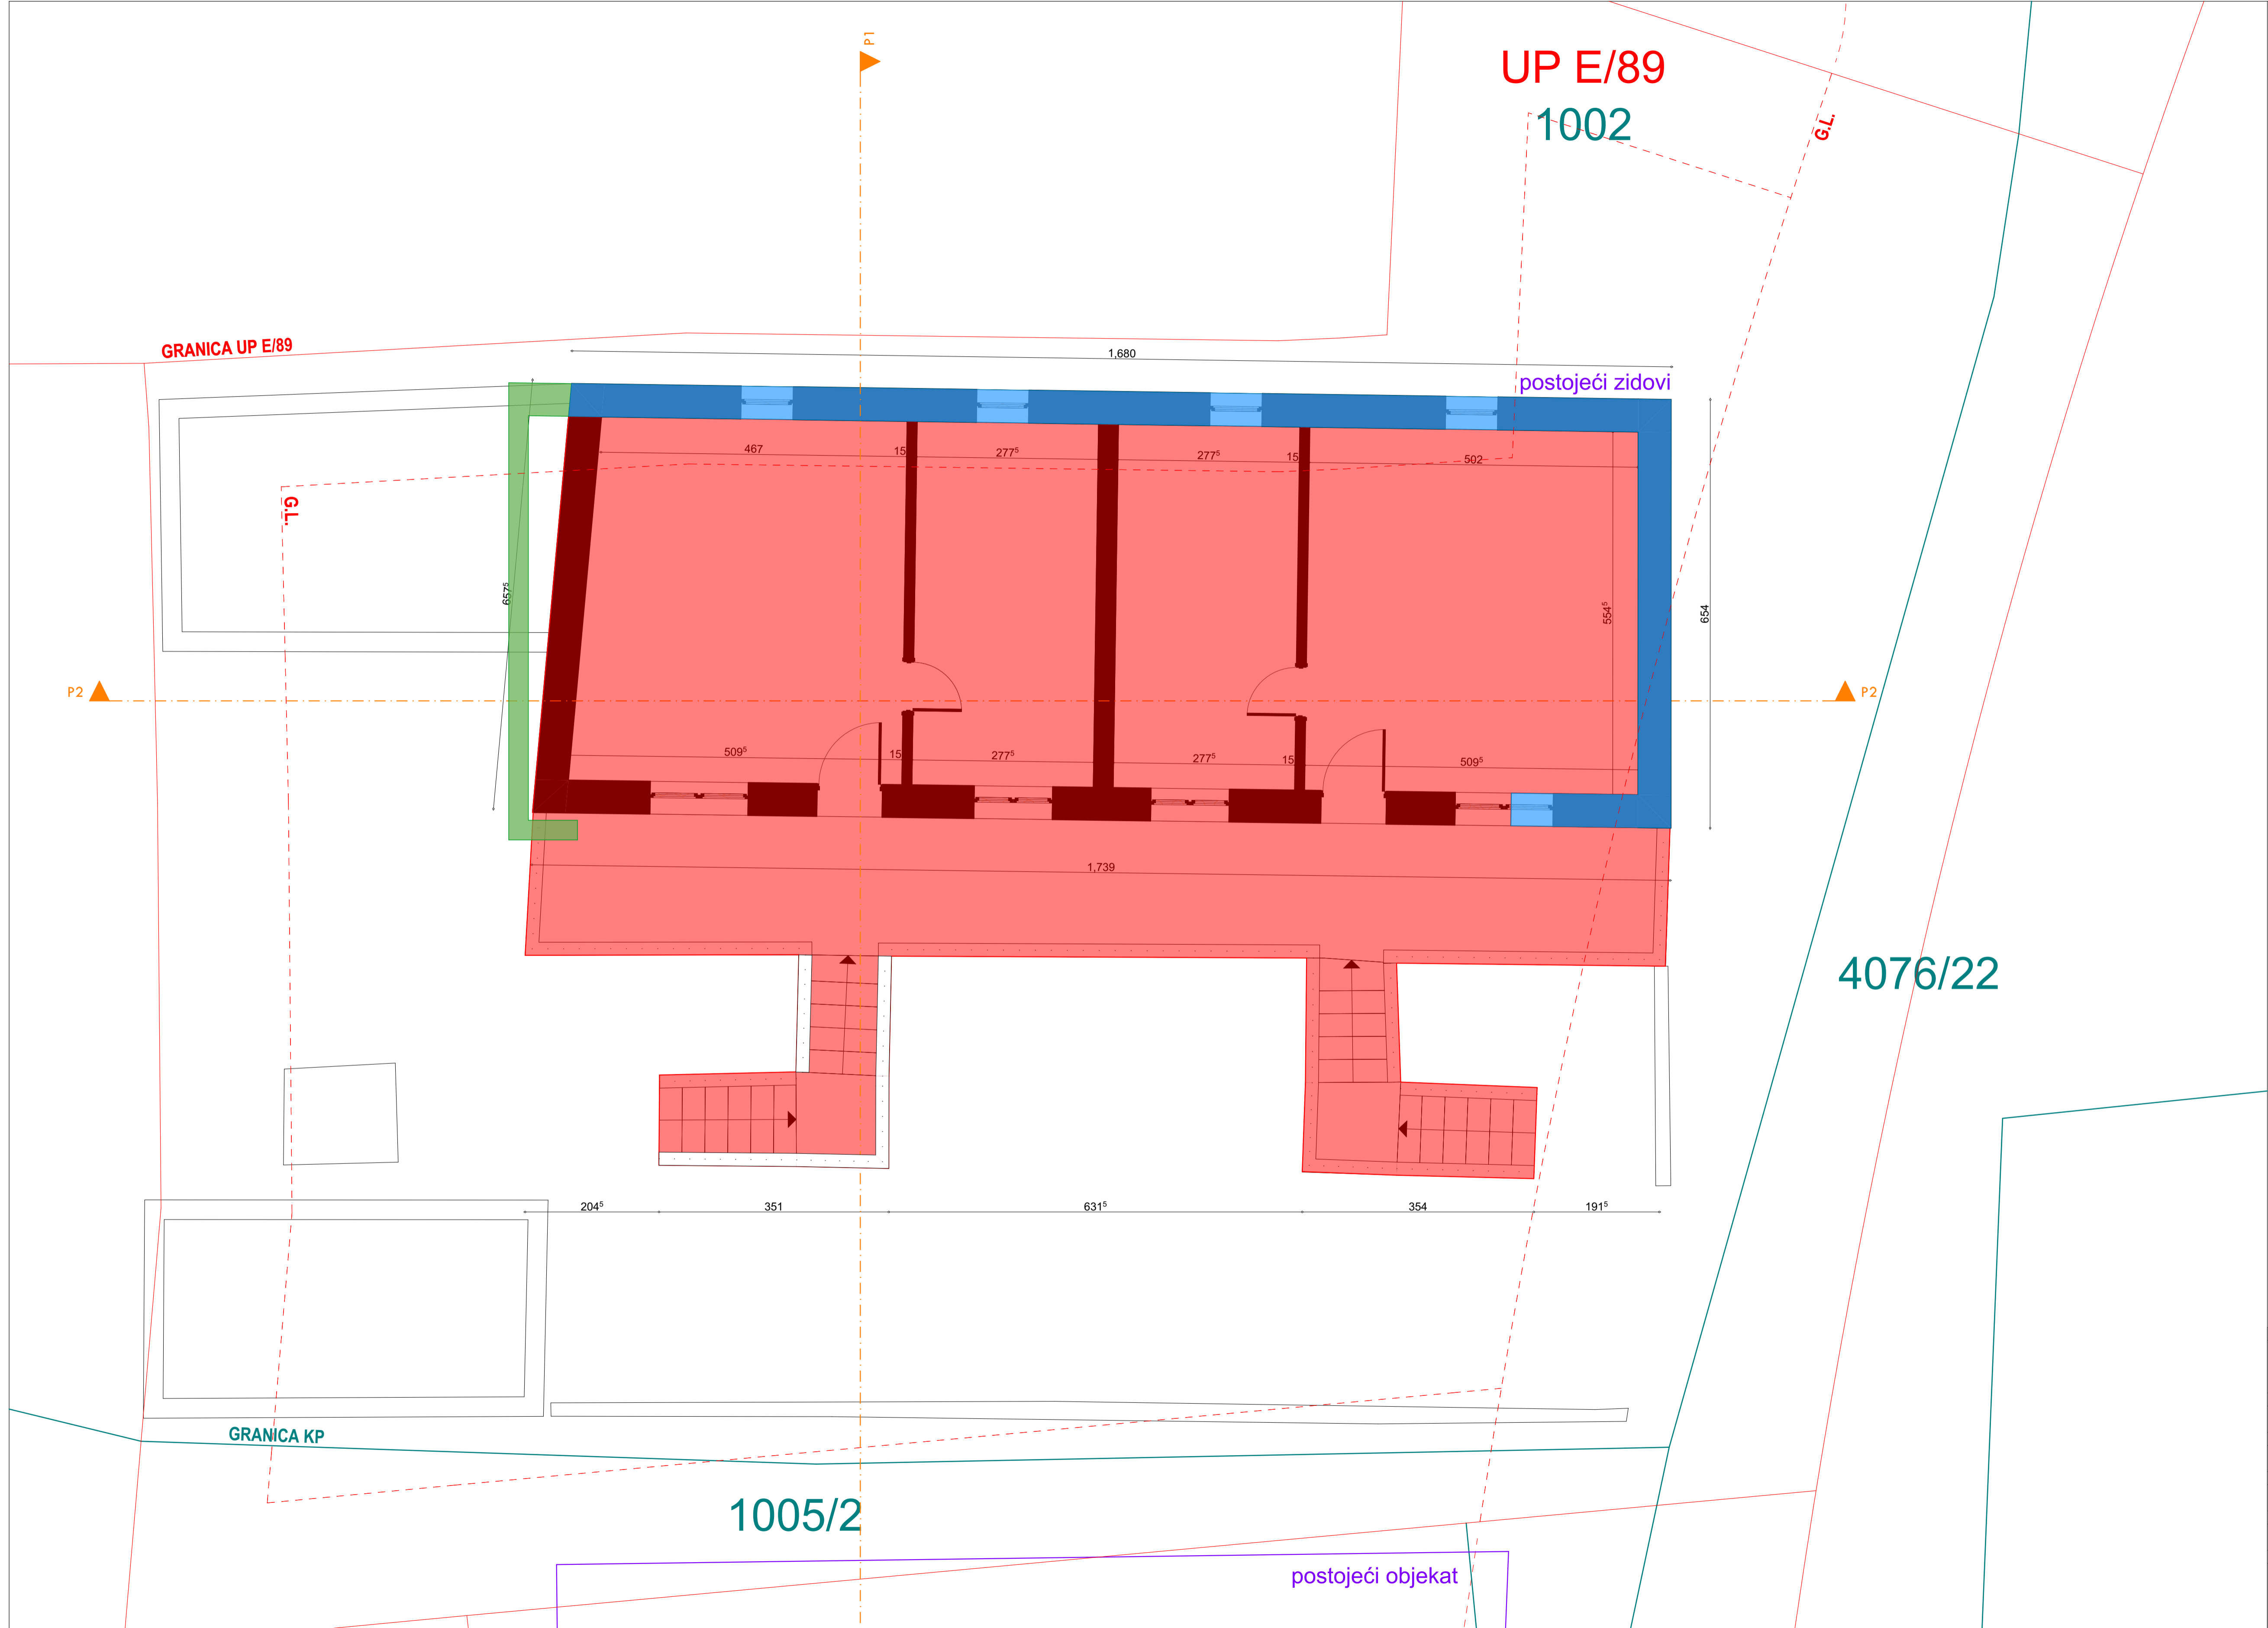 P1
UP E/89
1002
G.L.
GRANICA UP E/89
1,680
postojeći zidovi
467
15
277⁵
277⁵
15
502
G.L.
657⁵
554⁵
654
P2
P2
509⁵
15
277⁵
277⁵
15
509⁵
1,739
4076/22
204⁵
351
631⁵
354
191⁵
GRANICA KP
1005/2
postojeći objekat